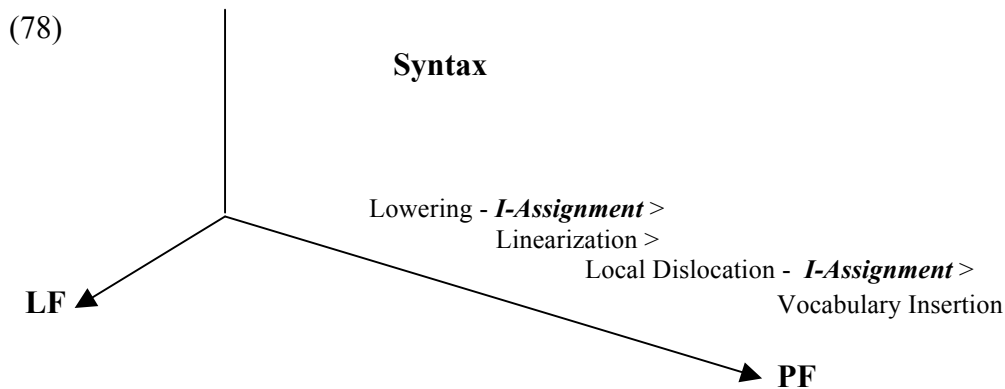 (78)
Syntax
Lowering - I-Assignment >
Linearization >
Local Dislocation - I-Assignment >
LF
Vocabulary Insertion
PF